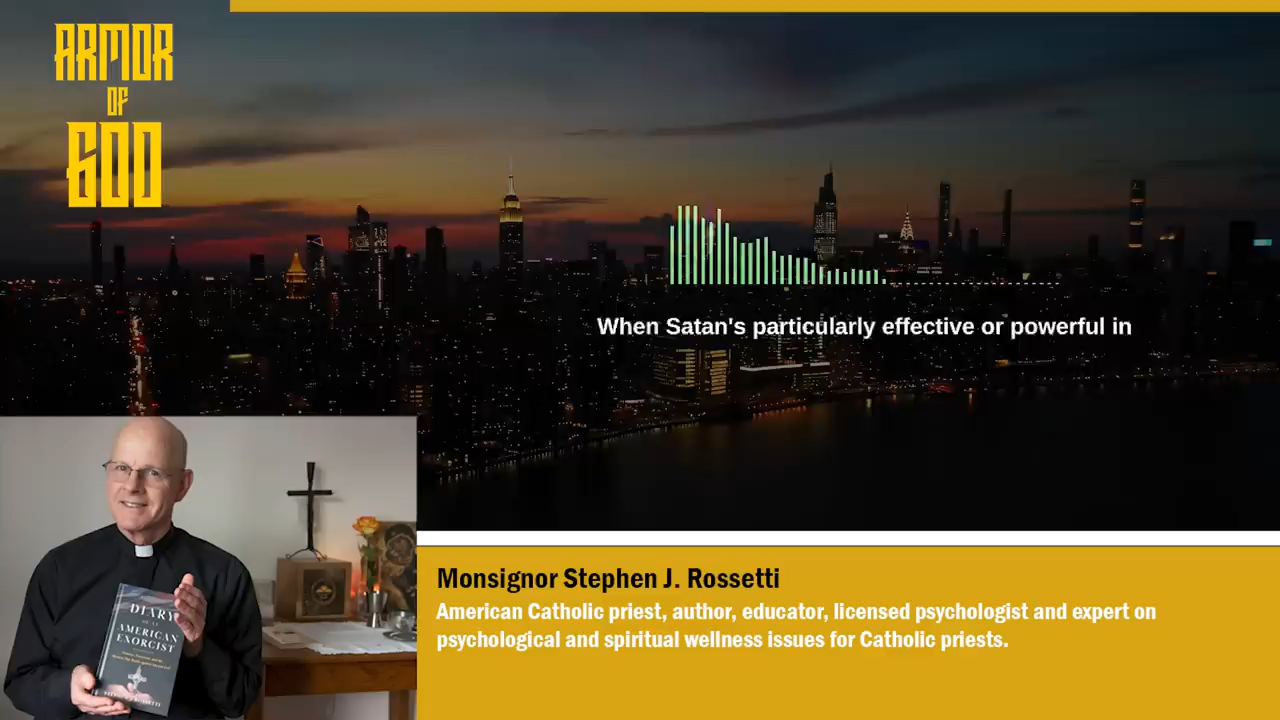 ARMOR
OF
GOD
When Satan's particularly effective or powerful in
Monsignor Stephen J. Rossetti
American Catholic priest, author, educator, licensed psychologist and expert on
psychological and spiritual wellness issues for Catholic priests.
DIARY
AMERICAN
EXORCIST